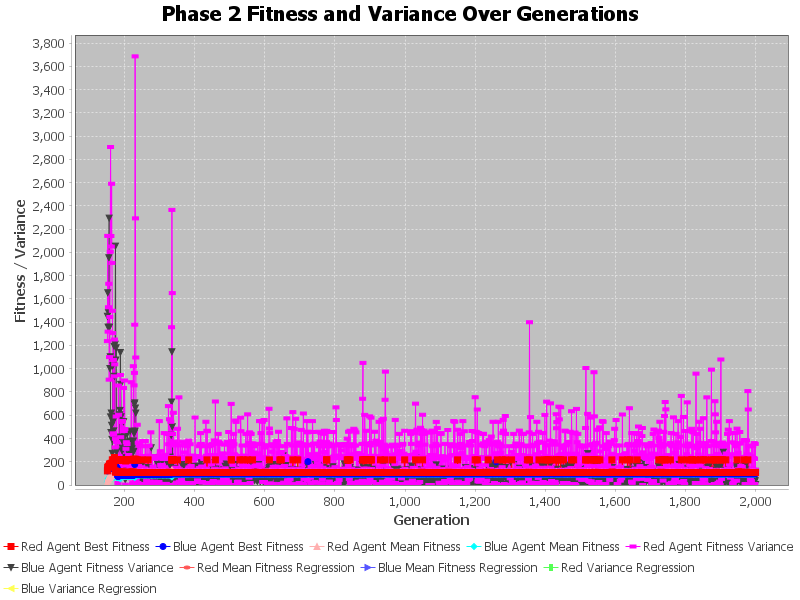 Phase 2 Fitness and Variance Over Generations
Fitness / Variance
3,800
3,600
3,400
3,200
3,000
2,800
2,600
2,400
2,200
2,000
1,800
1,600
1,400
1,200
1,000
800
600
400
200
0
200 400 600 800 1,000 1,200 1,400 1,600 1,800 2,000
Generation
Red Agent Best Fitness Blue Agent Best Fitness Red Agent Mean Fitness Blue Agent Mean Fitness Red Agent Fitness Variance
Blue Agent Fitness Variance Red Mean Fitness Regression Blue Mean Fitness Regression Red Variance Regression
Blue Variance Regression